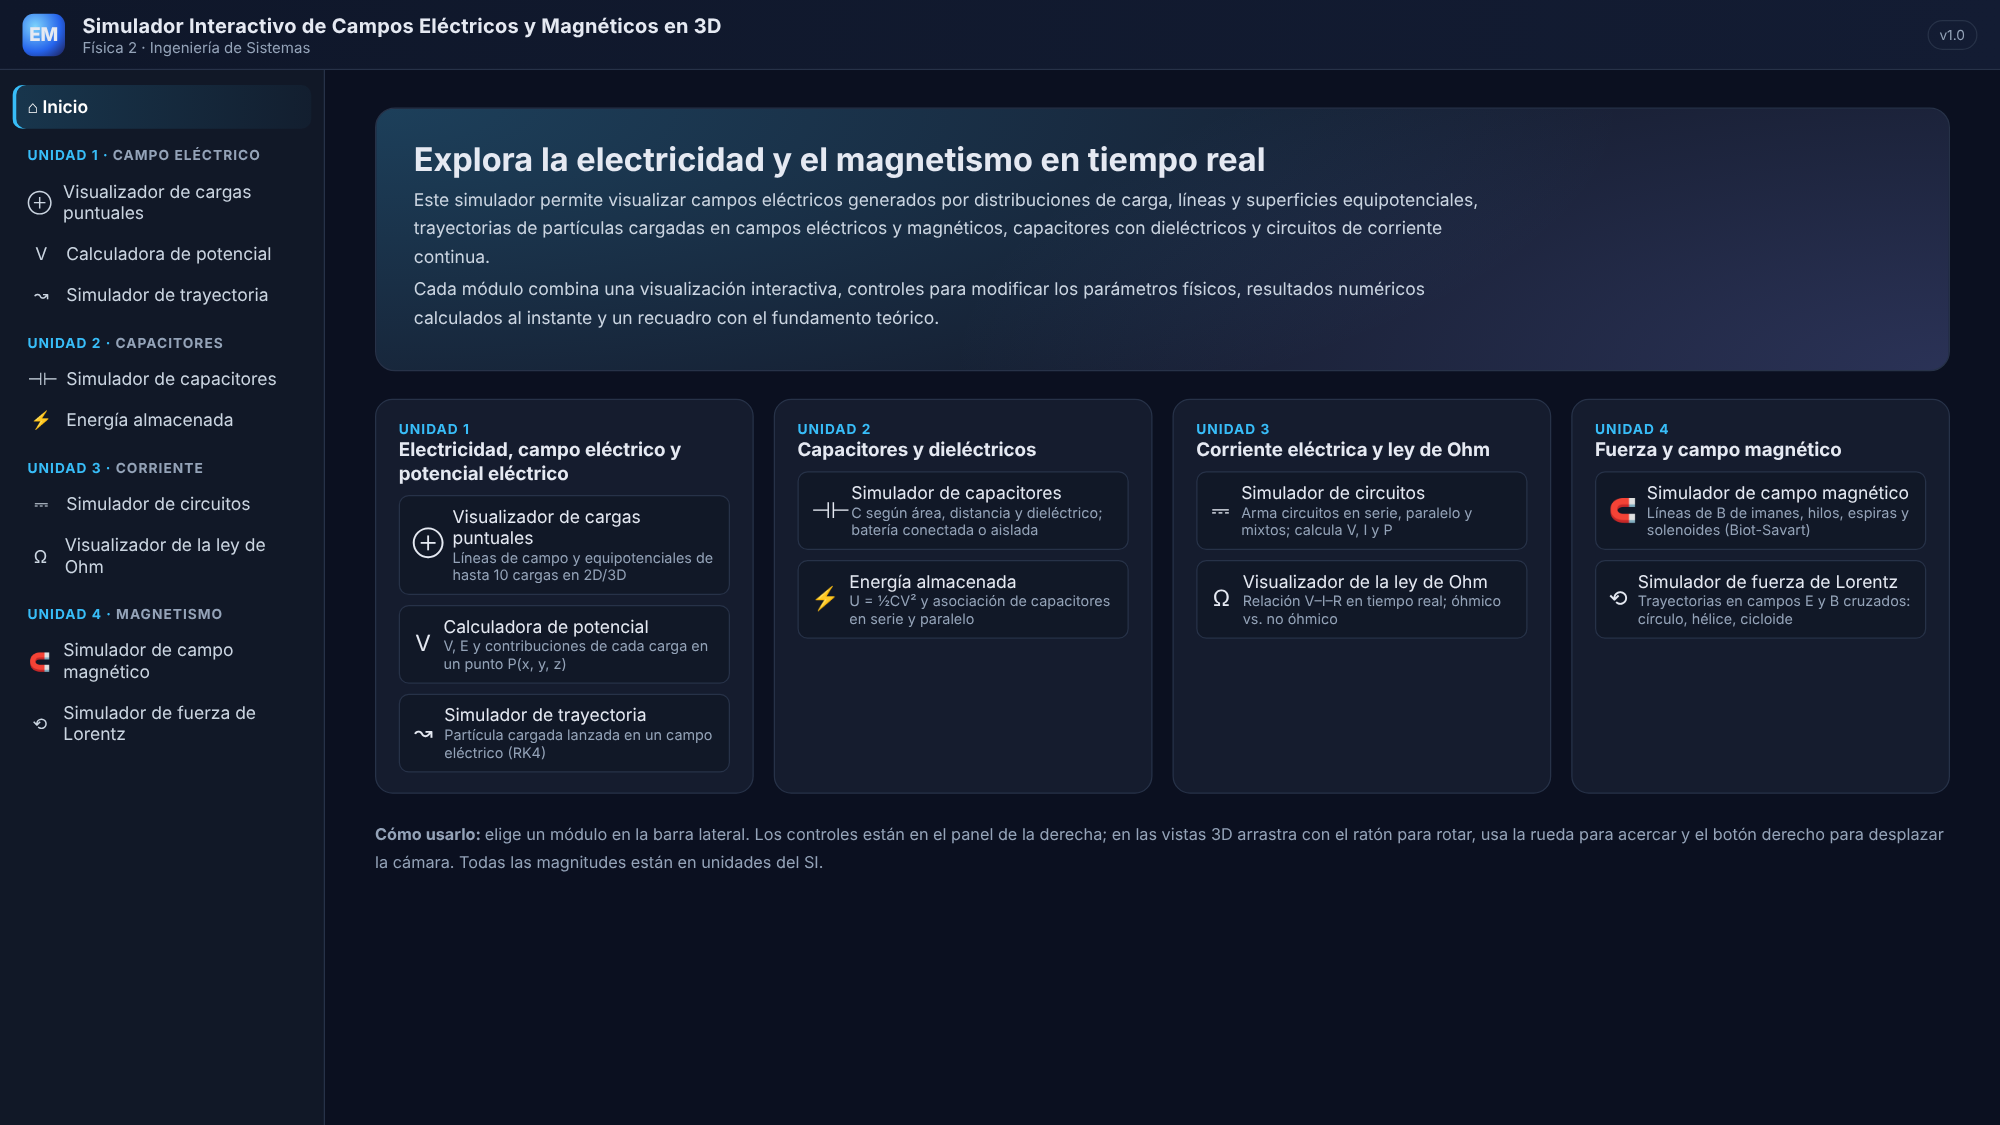 EM
Simulador Interactivo de Campos Eléctricos y Magnéticos en 3D
Física 2 · Ingeniería de Sistemas
v1.0
⌂ Inicio
UNIDAD 1 · CAMPO ELÉCTRICO
Visualizador de cargas
puntuales
V Calculadora de potencial
↝ Simulador de trayectoria
UNIDAD 2 · CAPACITORES
⊣⊢ Simulador de capacitores
⚡ Energía almacenada
UNIDAD 3 · CORRIENTE
⎓ Simulador de circuitos
Visualizador de la ley de
Ω
Ohm
UNIDAD 4 · MAGNETISMO
🧲 Simulador de campo
magnético
⟲ Simulador de fuerza de
Lorentz
Explora la electricidad y el magnetismo en tiempo real
Este simulador permite visualizar campos eléctricos generados por distribuciones de carga, líneas y superficies equipotenciales,
trayectorias de partículas cargadas en campos eléctricos y magnéticos, capacitores con dieléctricos y circuitos de corriente
continua.
Cada módulo combina una visualización interactiva, controles para modificar los parámetros físicos, resultados numéricos
calculados al instante y un recuadro con el fundamento teórico.
UNIDAD 1
Electricidad, campo eléctrico y
potencial eléctrico
Visualizador de cargas
puntuales
Líneas de campo y equipotenciales de
hasta 10 cargas en 2D/3D
V
Calculadora de potencial
V, E y contribuciones de cada carga en
un punto P(x, y, z)
↝
Simulador de trayectoria
Partícula cargada lanzada en un campo
eléctrico (RK4)
UNIDAD 2
Capacitores y dieléctricos
⊣⊢
Simulador de capacitores
C según área, distancia y dieléctrico;
batería conectada o aislada
⚡
Energía almacenada
U = ½CV² y asociación de capacitores
en serie y paralelo
UNIDAD 3
Corriente eléctrica y ley de Ohm
⎓
Simulador de circuitos
Arma circuitos en serie, paralelo y
mixtos; calcula V, I y P
Ω
Visualizador de la ley de Ohm
Relación V–I–R en tiempo real; óhmico
vs. no óhmico
UNIDAD 4
Fuerza y campo magnético
🧲
Simulador de campo magnético
Líneas de B de imanes, hilos, espiras y
solenoides (Biot-Savart)
⟲
Simulador de fuerza de Lorentz
Trayectorias en campos E y B cruzados:
círculo, hélice, cicloide
Cómo usarlo: elige un módulo en la barra lateral. Los controles están en el panel de la derecha; en las vistas 3D arrastra con el ratón para rotar, usa la rueda para acercar y el botón derecho para desplazar
la cámara. Todas las magnitudes están en unidades del SI.